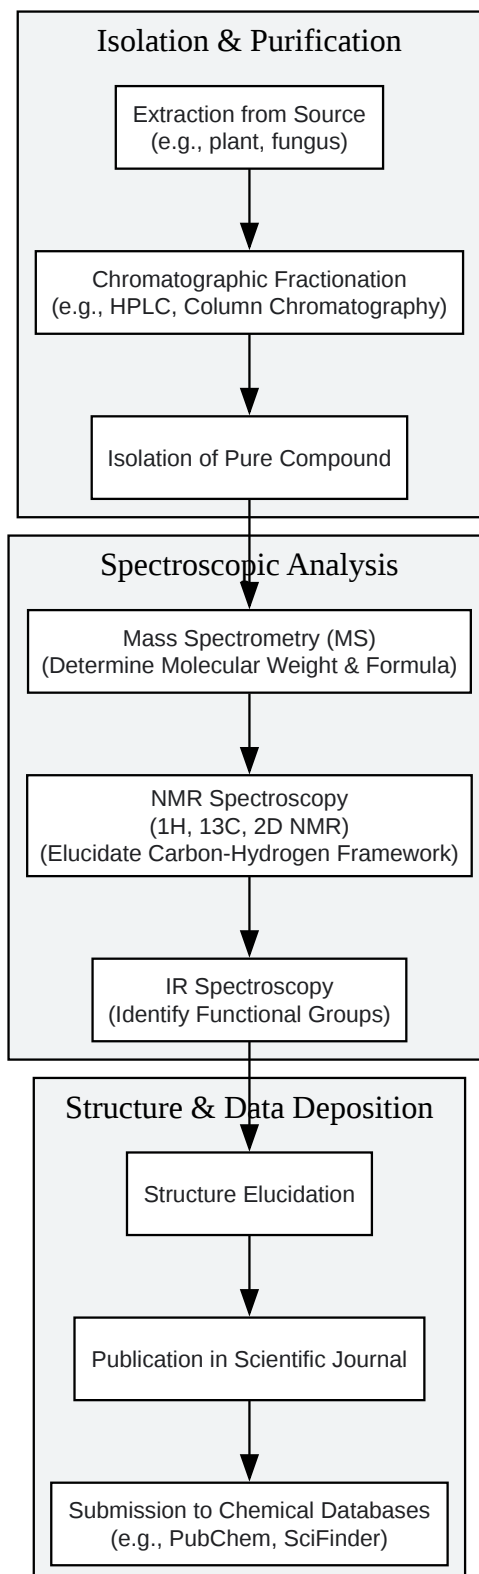 Isolation & Purification
Extraction from Source
(e.g., plant, fungus)
Chromatographic Fractionation
(e.g., HPLC, Column Chromatography)
Isolation of Pure Compound
Spectroscopic Analysis
Mass Spectrometry (MS)
(Determine Molecular Weight & Formula)
NMR Spectroscopy
(1H, 13C, 2D NMR)
(Elucidate Carbon-Hydrogen Framework)
IR Spectroscopy
(Identify Functional Groups)
Structure & Data Deposition
Structure Elucidation
Publication in Scientific Journal
Submission to Chemical Databases
(e.g., PubChem, SciFinder)